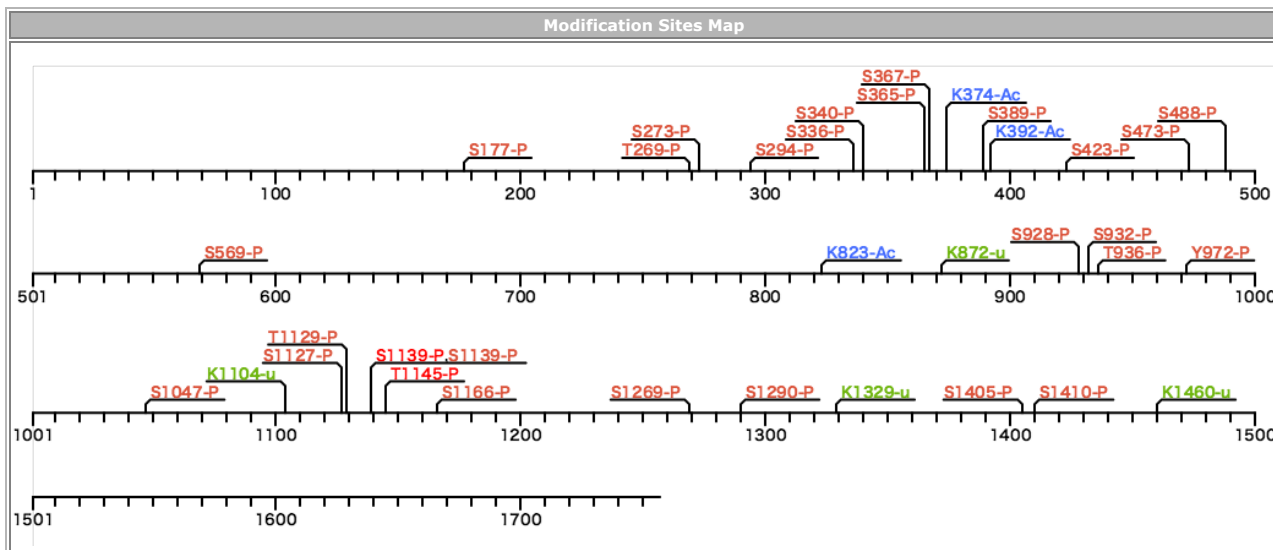 Modification Sites Map
S367-P
S365-P K374-Ac
S340-P S389-P S488-P
S273-P S336-P K392-Ac S473-P
S177-P T269-P S294-P S423-P
1 100 200 300 400 500
S928-P S932-P
S569-P K823-Ac K872-u T936-P Y972-P
501 600 700 800 900 1000
T1129-P
S1127-P S1139-P,S1139-P
K1104-u T1145-P
S1047-P S1166-P S1269-P S1290-P K1329-u S1405-P S1410-P K1460-u
1001 1100 1200 1300 1400 1500
1501 1600 1700